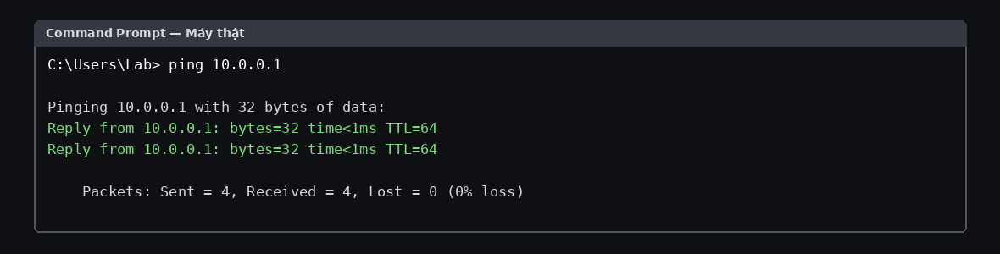 Command Prompt — Máy thật
C:\Users\Lab> ping 10.0.0.1
Pinging 10.0.0.1 with 32 bytes of data:
Reply from 10.0.0.1: bytes=32 time<1ms TTL=64
Reply from 10.0.0.1: bytes=32 time<1ms TTL=64
Packets: Sent = 4, Received = 4, Lost = 0 (0% loss)